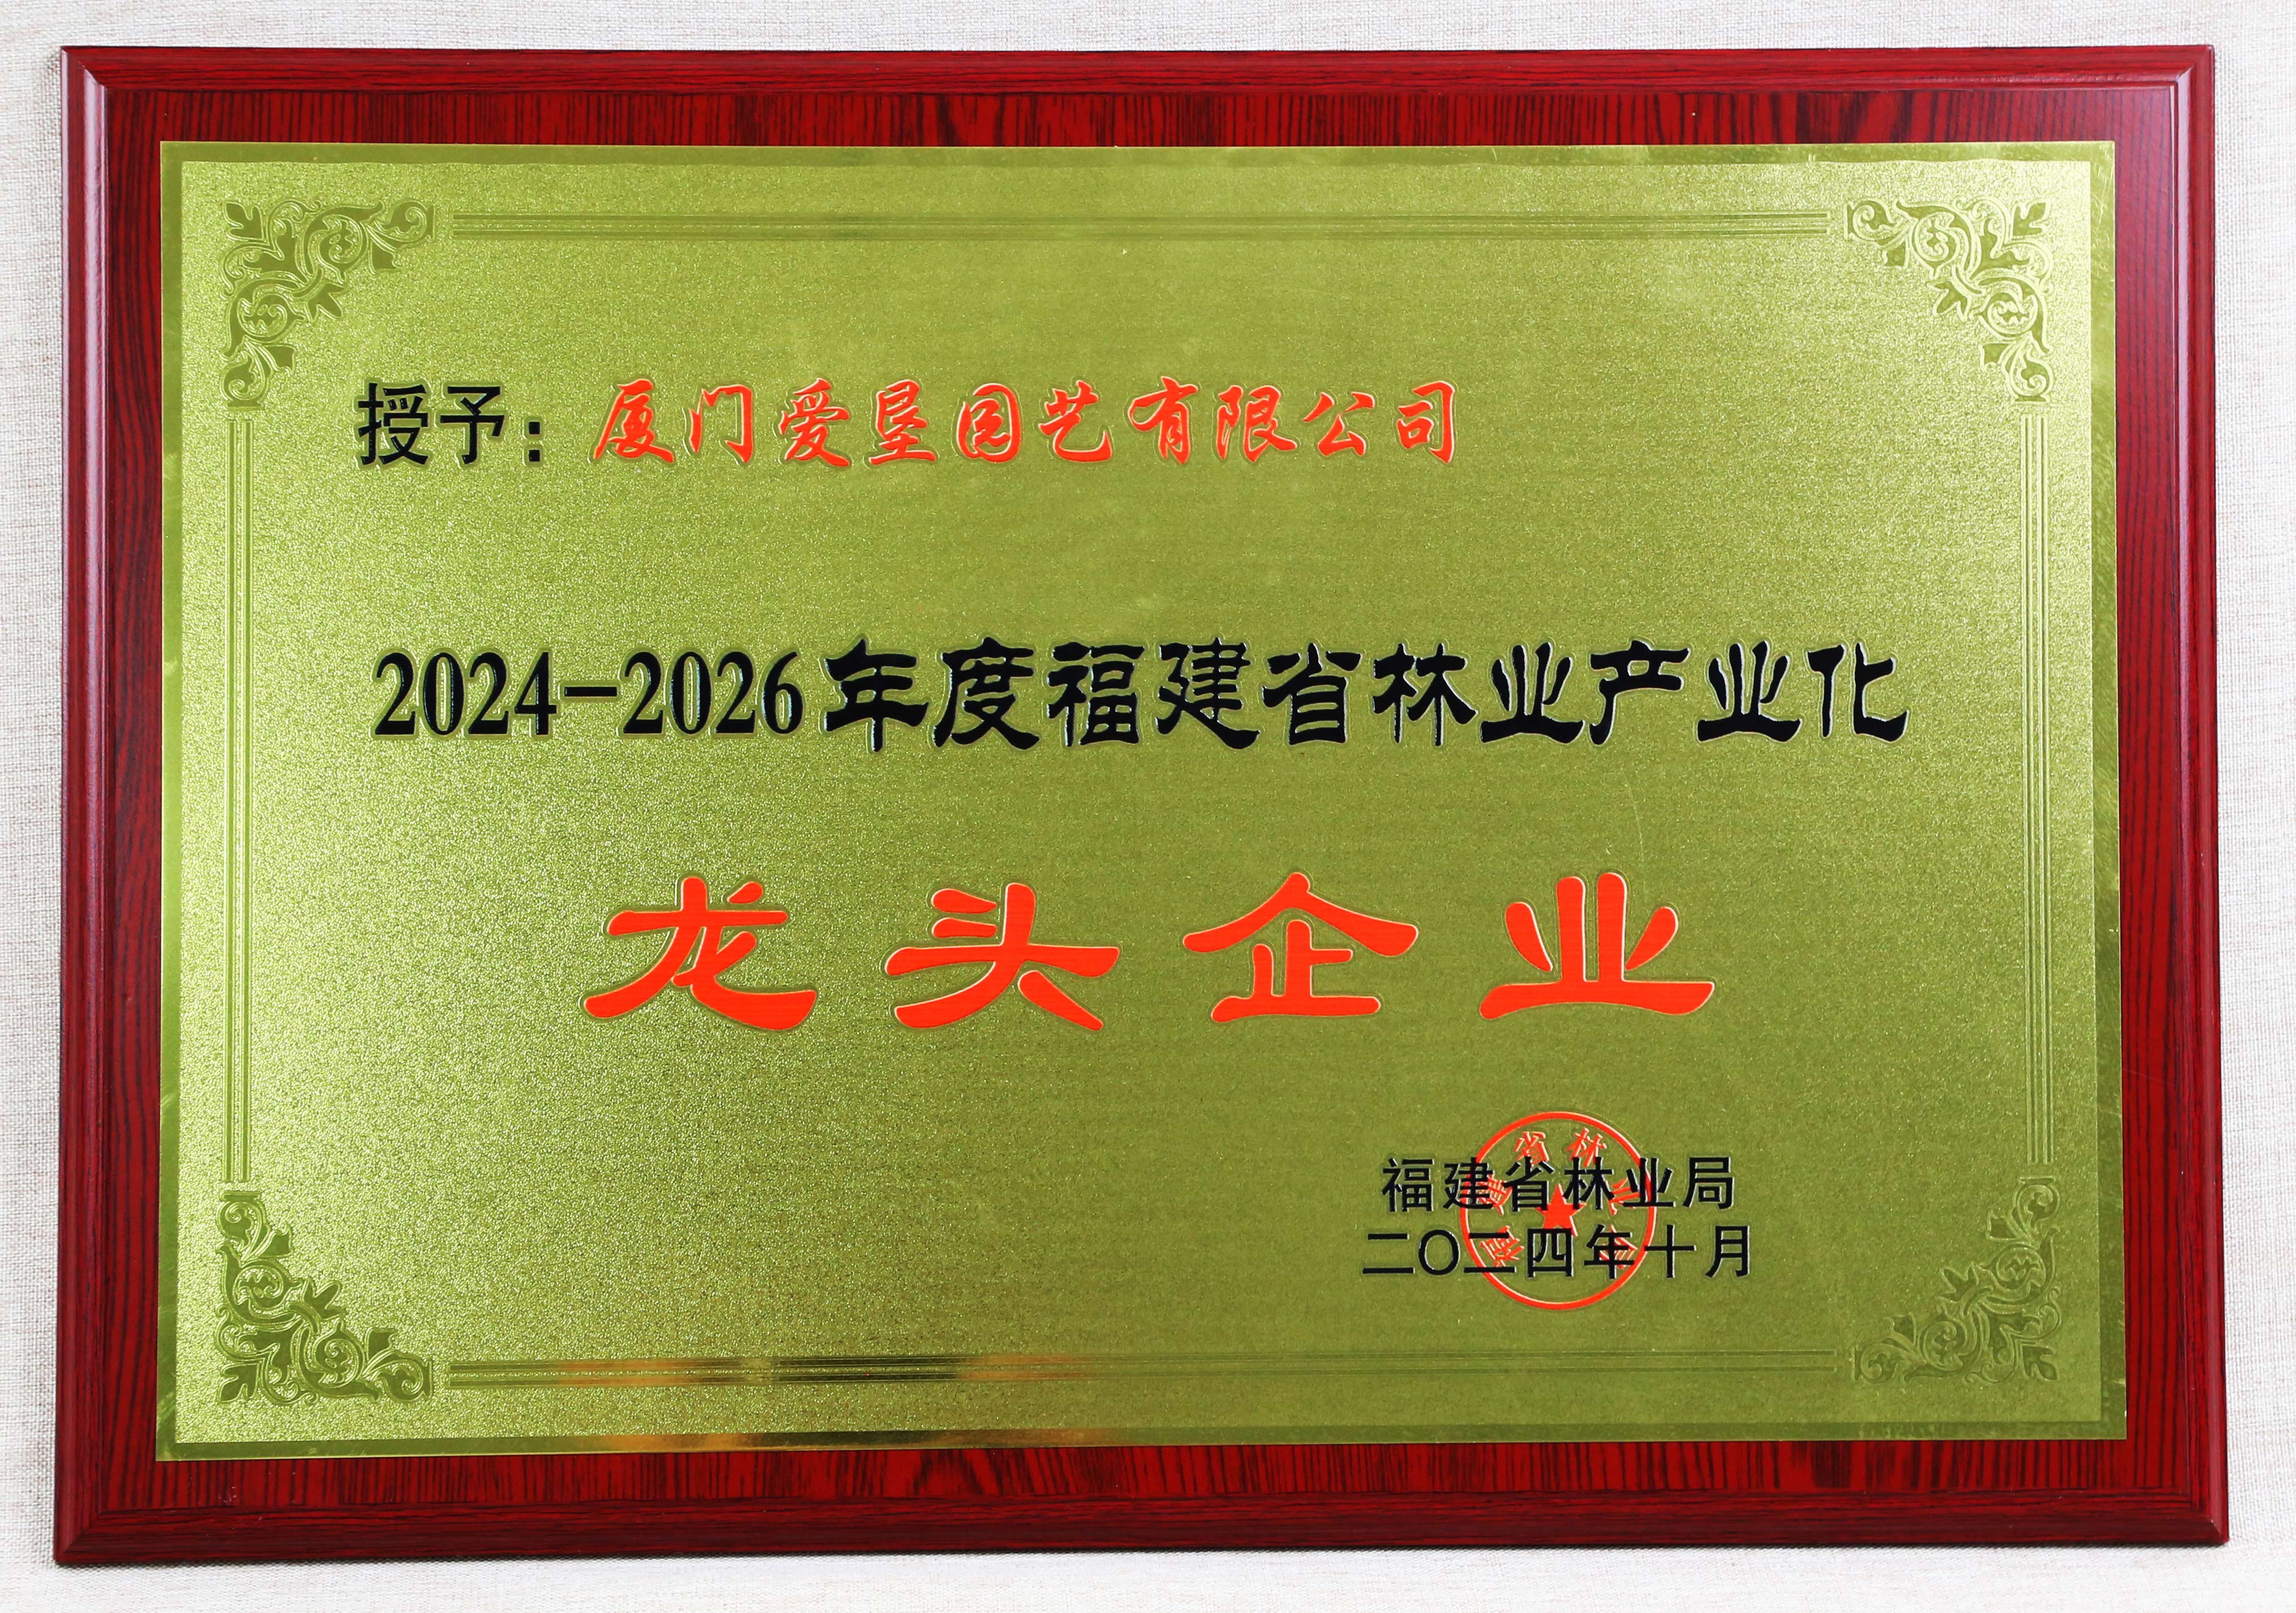 授予：厦门爱垦园艺有限公司
2024-2026年度福建省林业产业化
龙头企业
福建省林业局
二〇二四年十月